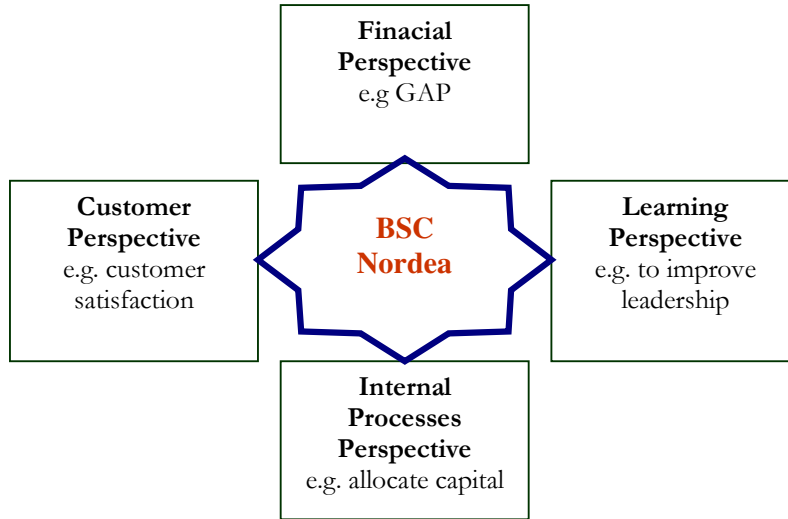 Finacial
Perspective
e.g GAP
Customer
Perspective
e.g. customer
satisfaction
BSC
Nordea
Learning
Perspective
e.g. to improve
leadership
Internal
Processes
Perspective
e.g. allocate capital